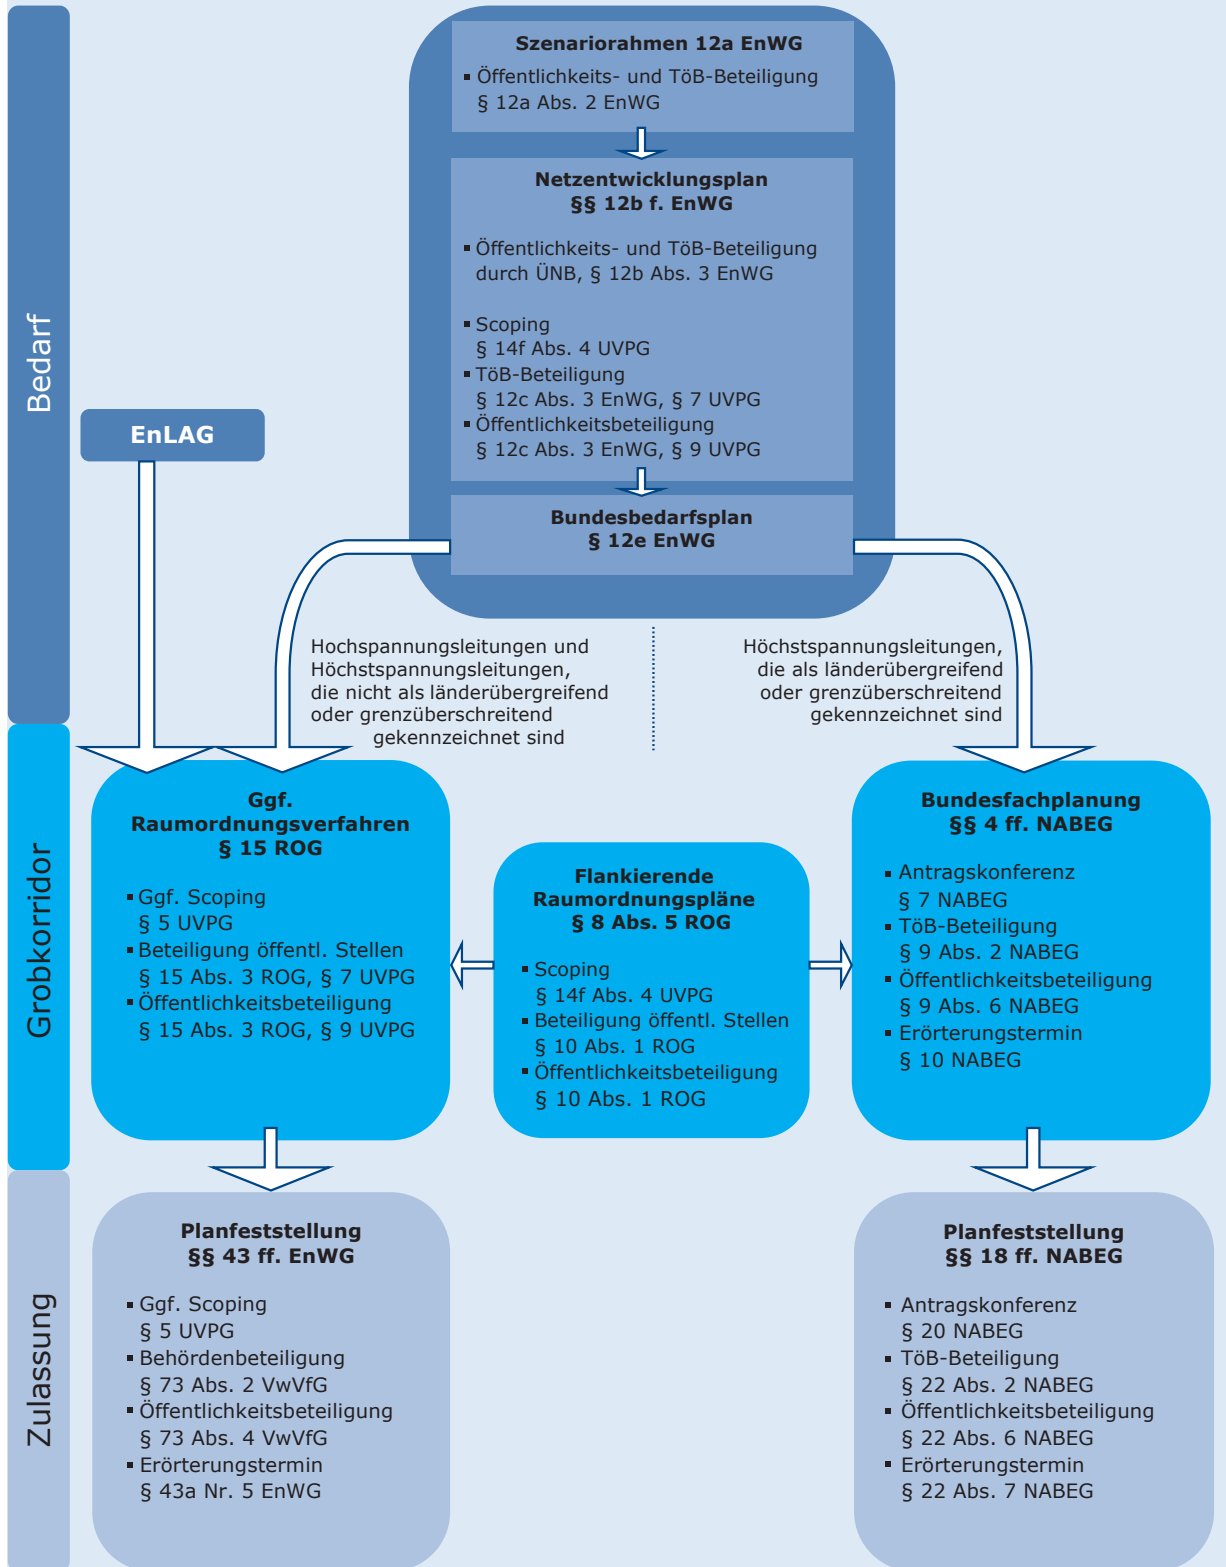 Bedarf
Szenariorahmen 12a EnWG
▪ Öffentlichkeits- und TöB-Beteiligung
§ 12a Abs. 2 EnWG
Netzentwicklungsplan
§§ 12b f. EnWG
▪ Öffentlichkeits- und TöB-Beteiligung
durch ÜNB, § 12b Abs. 3 EnWG
▪ Scoping
§ 14f Abs. 4 UVPG
▪ TöB-Beteiligung
§ 12c Abs. 3 EnWG, § 7 UVPG
▪ Öffentlichkeitsbeteiligung
§ 12c Abs. 3 EnWG, § 9 UVPG
EnLAG
Bundesbedarfsplan
§ 12e EnWG
Hochspannungsleitungen und
Höchstspannungsleitungen,
die nicht als länderübergreifend
oder grenzüberschreitend
gekennzeichnet sind
Höchstspannungsleitungen,
die als länderübergreifend
oder grenzüberschreitend
gekennzeichnet sind
Grobkorridor
Ggf.
Raumordnungsverfahren
§ 15 ROG
▪ Ggf. Scoping
§ 5 UVPG
▪ Beteiligung öffentl. Stellen
§ 15 Abs. 3 ROG, § 7 UVPG
▪ Öffentlichkeitsbeteiligung
§ 15 Abs. 3 ROG, § 9 UVPG
Flankierende
Raumordnungspläne
§ 8 Abs. 5 ROG
▪ Scoping
§ 14f Abs. 4 UVPG
▪ Beteiligung öffentl. Stellen
§ 10 Abs. 1 ROG
▪ Öffentlichkeitsbeteiligung
§ 10 Abs. 1 ROG
Bundesfachplanung
§§ 4 ff. NABEG
▪ Antragskonferenz
§ 7 NABEG
▪ TöB-Beteiligung
§ 9 Abs. 2 NABEG
▪ Öffentlichkeitsbeteiligung
§ 9 Abs. 6 NABEG
▪ Erörterungstermin
§ 10 NABEG
Zulassung
Planfeststellung
§§ 43 ff. EnWG
▪ Ggf. Scoping
§ 5 UVPG
▪ Behördenbeteiligung
§ 73 Abs. 2 VwVfG
▪ Öffentlichkeitsbeteiligung
§ 73 Abs. 4 VwVfG
▪ Erörterungstermin
§ 43a Nr. 5 EnWG
Planfeststellung
§§ 18 ff. NABEG
▪ Antragskonferenz
§ 20 NABEG
▪ TöB-Beteiligung
§ 22 Abs. 2 NABEG
▪ Öffentlichkeitsbeteiligung
§ 22 Abs. 6 NABEG
▪ Erörterungstermin
§ 22 Abs. 7 NABEG